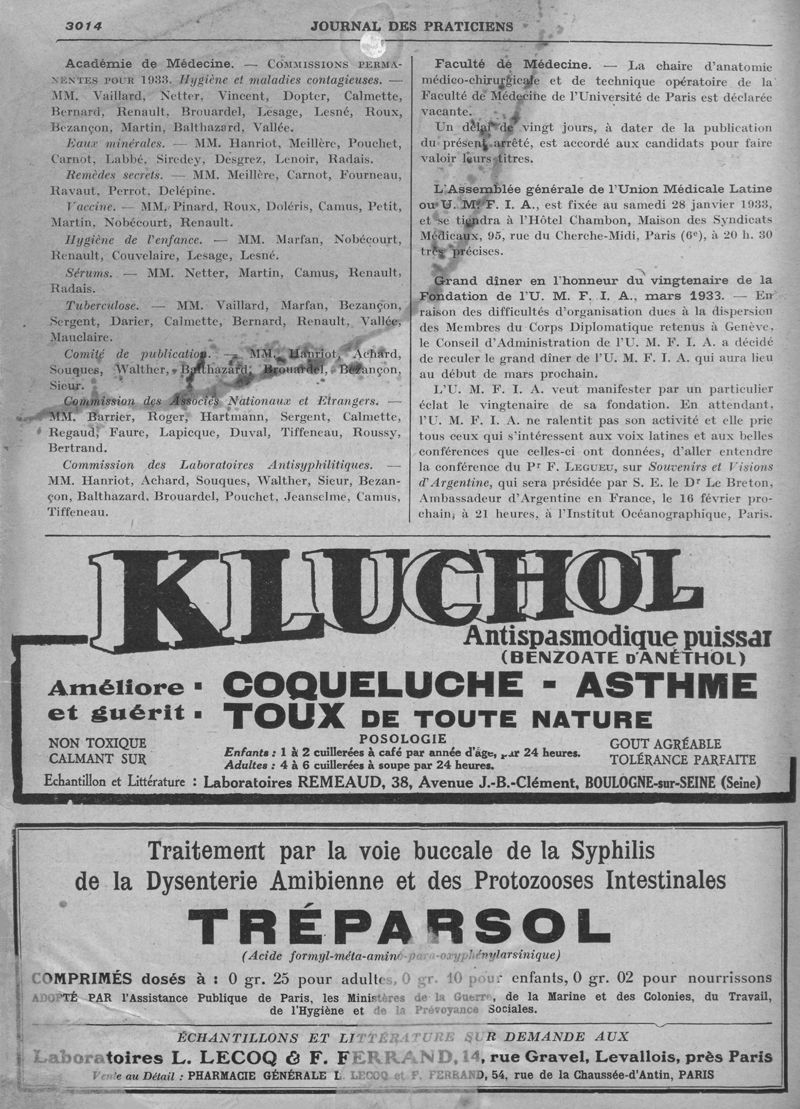 3014
JOURNAL DES PRATICIENS
Académie de Médecine. — COMMISSIONS PERMA-
NENTES POUR 1933. Hygiène et maladies contagieuses. —
MM. Vaillard, Netter, Vincent, Dopter, Calmette,
Bernard, Renault, Brouardel, Lesage, Lesné, Roux,
Bezançon, Martin, Balthazard, Vallée.
Eaux minérales. — MM. Hanriot, Meillère, Pouchet,
Carnot, Labbé, Siredey, Desgrez, Lenoir, Radais.
Remèdes secrets. — MM. Meillère, Carnot, Fourneau,
Ravaut, Perrot, Delépine.
Vaccine. — MM. Pinard, Roux, Doléris, Camus, Petit,
Martin, Nobécourt, Renault.
Hygiène de l'enfance. — MM. Marfan, Nobécourt,
Renault, Couvelaire, Lesage, Lesné.
Sérums. — MM. Netter, Martin, Camus, Renault,
Radais.
Tuberculose. — MM. Vaillard, Marfan, Bezançon,
Sergent, Darier, Calmette, Bernard, Renault, Vallée,
Mauclaire.
Comité de publication. — MM. Hanriot, Achard,
Souques, Walther, Balthazard, Brouardel, Bezançon,
Sieur.
Commission des Associés Nationaux et Etrangers. —
MM. Barrier, Roger, Hartmann, Sergent, Calmette,
Regaud, Faure, Lapicque, Duval, Tiffeneau, Roussy,
Bertrand.
Commission des Laboratoires Antisyphilitiques. —
MM. Hanriot, Achard, Souques, Walther, Sieur, Bezan-
çon, Balthazard, Brouardel, Pouchet, Jeanselme, Camus,
Tiffeneau.
Faculté de Médecine. — La chaire d'anatomie
médico-chirurgicale et de technique opératoire de la
Faculté de Médecine de l'Université de Paris est déclarée
vacante.
Un délai de vingt jours, à dater de la publication
du présent arrêté, est accordé aux candidats pour faire
valoir leurs titres.
L'Assemblée générale de l'Union Médicale Latine
ou U. M. F. I. A., est fixée au samedi 28 janvier 1933,
et se tiendra à l'Hôtel Chambon, Maison des Syndicats
Médicaux, 95, rue du Cherche-Midi, Paris (6e), à 20 h. 30
très précises.
Grand dîner en l'honneur du vingtenaire de la
Fondation de l'U. M. F. I. A., mars 1933. — En
raison des difficultés d'organisation dues à la dispersion
des Membres du Corps Diplomatique retenus à Genève,
le Conseil d'Administration de l'U. M. F. I. A. a décidé
de reculer le grand dîner de l'U. M. F. I. A. qui aura lieu
au début de mars prochain.
L'U. M. F. I. A. veut manifester par un particulier
éclat le vingtenaire de sa fondation. En attendant,
l'U. M. F. I. A. ne ralentit pas son activité et elle prie
tous ceux qui s'intéressent aux voix latines et aux belles
conférences que celles-ci ont données, d'aller entendre
la conférence du Pr F. LEGUEU, sur Souvenirs et Visions
d'Argentine, qui sera présidée par S. E. le Dr Le Breton,
Ambassadeur d'Argentine en France, le 16 février pro-
chain, à 21 heures, à l'Institut Océanographique, Paris.
KLUCHOL
Antispasmodique puissant
(BENZOATE D'ANÉTHOL)
Améliore · COQUELUCHE - ASTHME
et guérit · TOUX DE TOUTE NATURE
NON TOXIQUE
CALMANT SUR
POSOLOGIE
Enfants : 1 à 2 cuillerées à café par année d'âge, par 24 heures.
Adultes : 4 à 6 cuillerées à soupe par 24 heures.
GOUT AGRÉABLE
TOLÉRANCE PARFAITE
Echantillon et Littérature : Laboratoires REMEAUD, 38, Avenue J.-B.-Clément, BOULOGNE-sur-SEINE (Seine)
Traitement par la voie buccale de la Syphilis
de la Dysenterie Amibienne et des Protozooses Intestinales
TRÉPARSOL
(Acide formyl-méta-amino-para-oxyphénylarsinique)
COMPRIMÉS dosés à : 0 gr. 25 pour adultes, 0 gr. 10 pour enfants, 0 gr. 02 pour nourrissons
ADOPTÉ PAR l'Assistance Publique de Paris, les Ministères de la Guerre, de la Marine et des Colonies, du Travail,
de l'Hygiène et de la Prévoyance Sociales.
ÉCHANTILLONS ET LITTÉRATURE SUR DEMANDE AUX
Laboratoires L. LECOQ & F. FERRAND, 14, rue Gravel, Levallois, près Paris
Vente au Détail : PHARMACIE GÉNÉRALE L. LECOQ et F. FERRAND, 54, rue de la Chaussée-d'Antin, PARIS